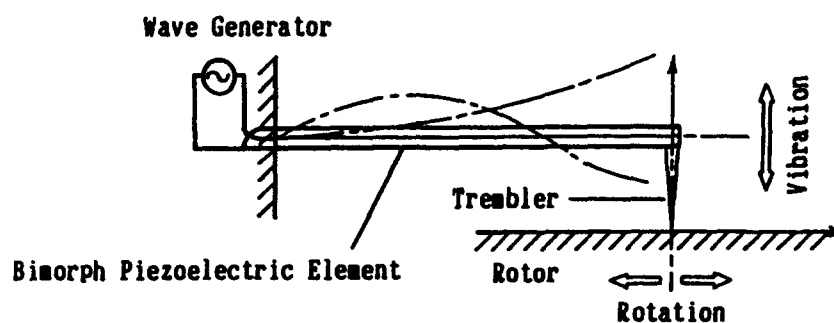 Wave Generator
Vibration
Trembler
Bimorph Piezoelectric Element
Rotor
Rotation